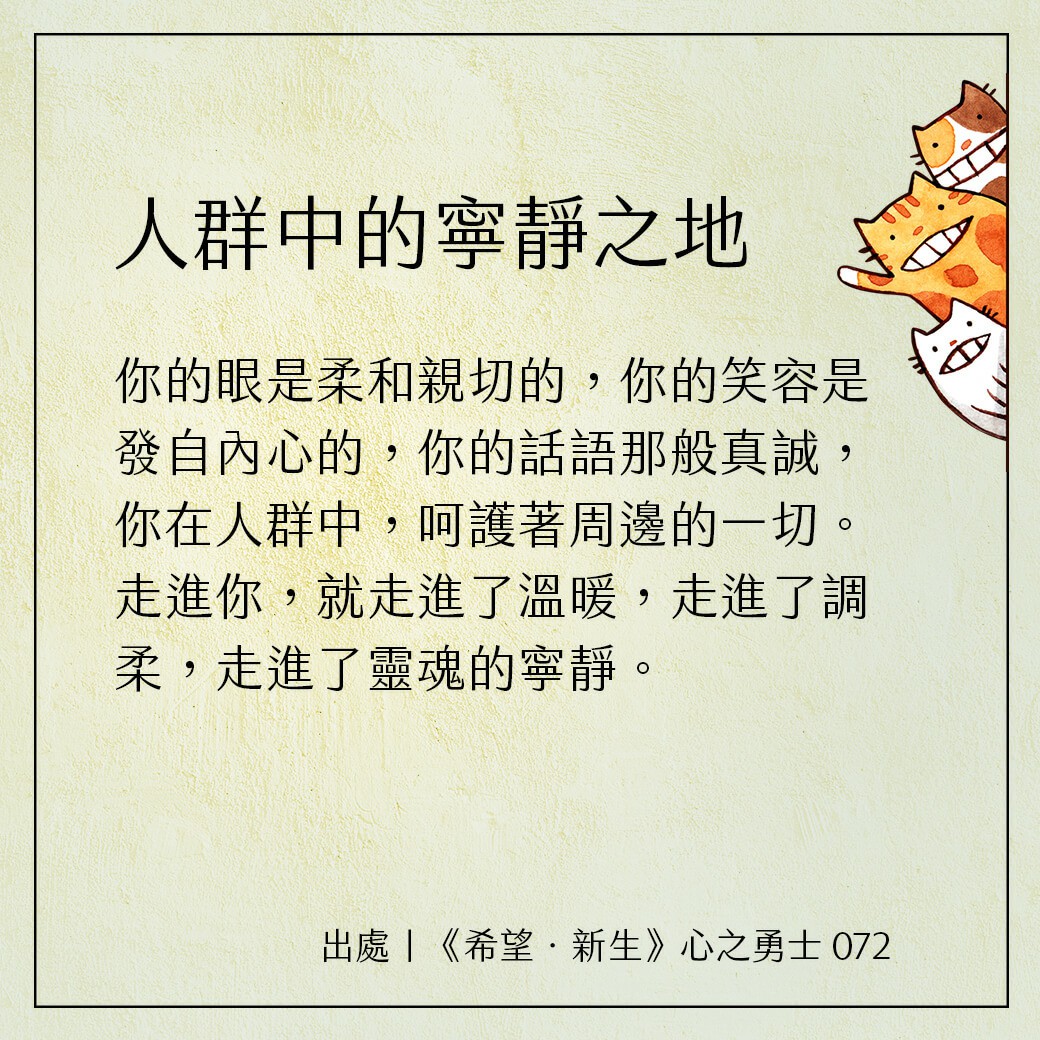 人群中的寧靜之地
你的眼是柔和親切的，你的笑容是
發自內心的，你的話語那般真誠，
你在人群中，呵護著周邊的一切。
走進你，就走進了溫暖，走進了調
柔，走進了靈魂的寧靜。
出處｜《希望．新生》心之勇士 072